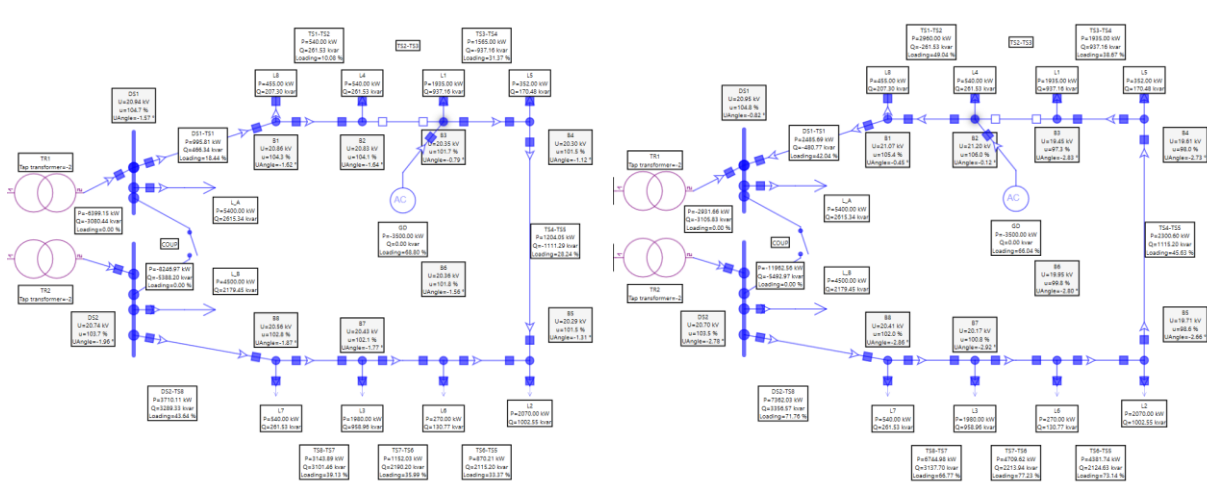 TS1-TS2
P=540.00 kW
Q=261.53 kvar
Loading=10.08 %
TS2-TS3
TS3-TS4
P=1565.00 kW
Q=-937.16 kvar
Loading=31.37 %
L8
P=455.00 kW
Q=207.30 kvar
L4
P=540.00 kW
Q=261.53 kvar
L1
P=1935.00 kW
Q=937.16 kvar
L5
P=352.00 kW
Q=170.48 kvar
DS1
U=20.94 kV
u=104.7 %
UAngle=-1.57 °
DS1-TS1
P=995.81 kW
Q=466.34 kvar
Loading=18.44 %
B1
U=20.86 kV
u=104.3 %
UAngle=-1.62 °
B2
U=20.83 kV
u=104.1 %
UAngle=-1.64 °
B3
U=20.35 kV
u=101.7 %
UAngle=-0.79 °
B4
U=20.30 kV
u=101.5 %
UAngle=-1.12 °
TR1
Tap transformer=-2
1
2
AC
L_A
P=5400.00 kW
Q=2615.34 kvar
P=-6399.15 kW
Q=-3080.44 kvar
Loading=0.00 %
GO
P=-3500.00 kW
Q=0.00 kvar
Loading=68.80 %
TS4-TS5
P=1204.05 kW
Q=-1111.29 kvar
Loading=28.24 %
COUP
1
2
P=-8246.97 kW
Q=-5388.20 kvar
Loading=0.00 %
L_B
P=4500.00 kW
Q=2179.45 kvar
B6
U=20.36 kV
u=101.8 %
UAngle=-1.56 °
TR2
Tap transformer=-2
DS2
U=20.74 kV
u=103.7 %
UAngle=-1.96 °
B8
U=20.56 kV
u=102.8 %
UAngle=-1.87 °
B7
U=20.43 kV
u=102.1 %
UAngle=-1.77 °
B5
U=20.29 kV
u=101.5 %
UAngle=-1.31 °
DS2-TS8
P=3710.11 kW
Q=3288.33 kvar
Loading=43.64 %
L7
P=540.00 kW
Q=261.53 kvar
L3
P=1980.00 kW
Q=958.96 kvar
L6
P=270.00 kW
Q=130.77 kvar
L2
P=2070.00 kW
Q=1002.55 kvar
TS8-TS7
P=3143.89 kW
Q=3101.46 kvar
Loading=39.13 %
TS7-TS6
P=1152.03 kW
Q=2190.20 kvar
Loading=35.99 %
TS6-TS5
P=870.21 kW
Q=2115.20 kvar
Loading=33.37 %
TS1-TS2
P=2960.00 kW
Q=-261.53 kvar
Loading=49.04 %
TS2-TS3
TS3-TS4
P=1935.00 kW
Q=937.16 kvar
Loading=38.67 %
L8
P=455.00 kW
Q=207.30 kvar
L4
P=540.00 kW
Q=261.53 kvar
L1
P=1935.00 kW
Q=937.16 kvar
L5
P=352.00 kW
Q=170.48 kvar
DS1
U=20.95 kV
u=104.8 %
UAngle=-0.82 °
DS1-TS1
P=2485.69 kW
Q=-480.77 kvar
Loading=42.04 %
B1
U=21.07 kV
u=105.4 %
UAngle=-0.45 °
B2
U=21.20 kV
u=106.0 %
UAngle=-0.12 °
B3
U=19.45 kV
u=97.3 %
UAngle=-2.83 °
B4
U=19.61 kV
u=98.0 %
UAngle=-2.73 °
TR1
Tap transformer=-2
1
2
AC
L_A
P=5400.00 kW
Q=2615.34 kvar
P=-2931.66 kW
Q=-3105.83 kvar
Loading=0.00 %
GO
P=-3500.00 kW
Q=0.00 kvar
Loading=66.04 %
TS4-TS5
P=2300.60 kW
Q=1115.20 kvar
Loading=45.63 %
COUP
1
2
P=-11962.56 kW
Q=-5492.97 kvar
Loading=0.00 %
L_B
P=4500.00 kW
Q=2179.45 kvar
B6
U=19.95 kV
u=99.8 %
UAngle=-2.80 °
TR2
Tap transformer=-2
DS2
U=20.70 kV
u=103.5 %
UAngle=-2.78 °
B8
U=20.41 kV
u=102.0 %
UAngle=-2.86 °
B7
U=20.17 kV
u=100.8 %
UAngle=-2.92 °
B5
U=19.71 kV
u=98.6 %
UAngle=-2.66 °
DS2-TS8
P=7362.03 kW
Q=3356.57 kvar
Loading=71.76 %
L7
P=540.00 kW
Q=261.53 kvar
L3
P=1980.00 kW
Q=958.96 kvar
L6
P=270.00 kW
Q=130.77 kvar
L2
P=2070.00 kW
Q=1002.55 kvar
TS8-TS7
P=6744.96 kW
Q=3137.70 kvar
Loading=66.77 %
TS7-TS6
P=4709.62 kW
Q=2213.94 kvar
Loading=77.23 %
TS6-TS5
P=4381.74 kW
Q=2124.63 kvar
Loading=73.14 %